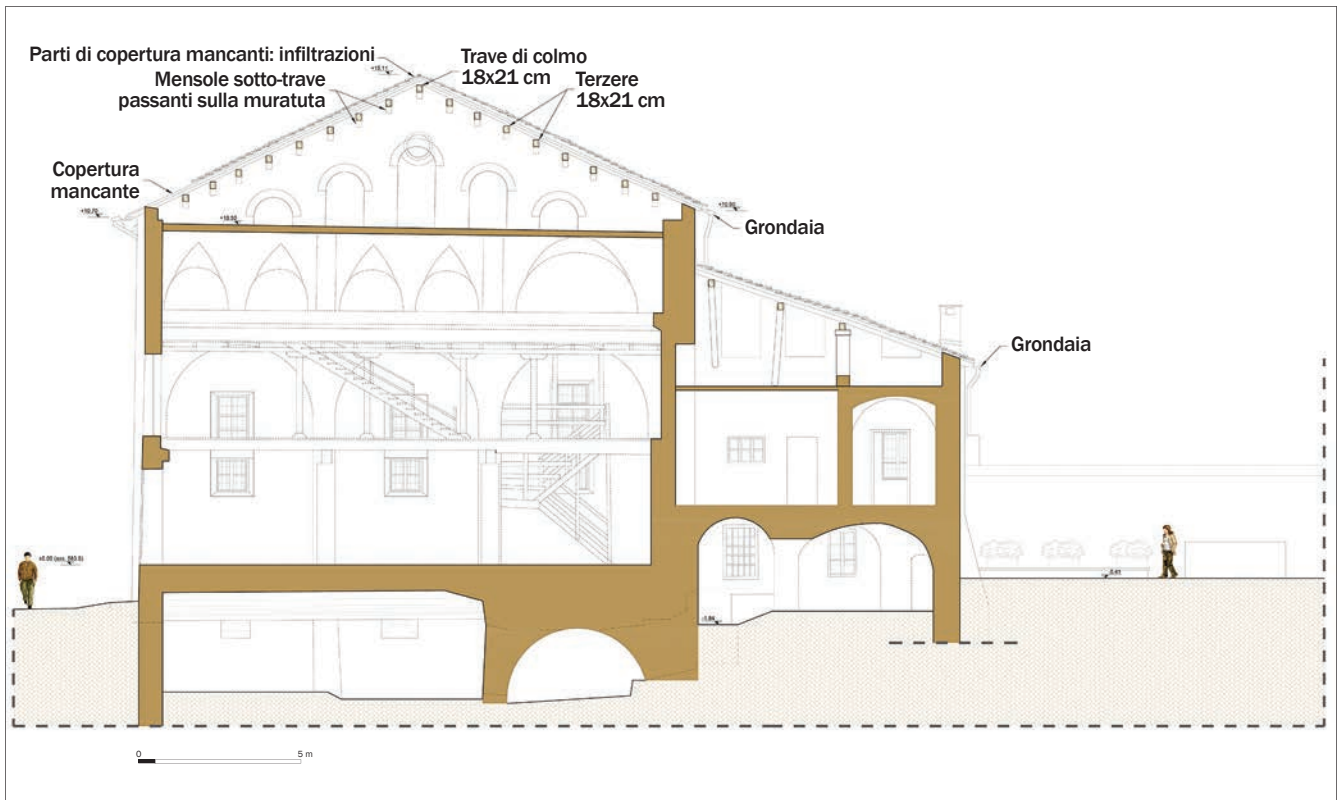 Parti di copertura mancanti: infiltrazioni
Trave di colmo
18x21 cm
Mensole sotto-trave
passanti sulla muratuta
Terzere
18x21 cm
Copertura
mancante
Grondaia
Grondaia
0
5 m